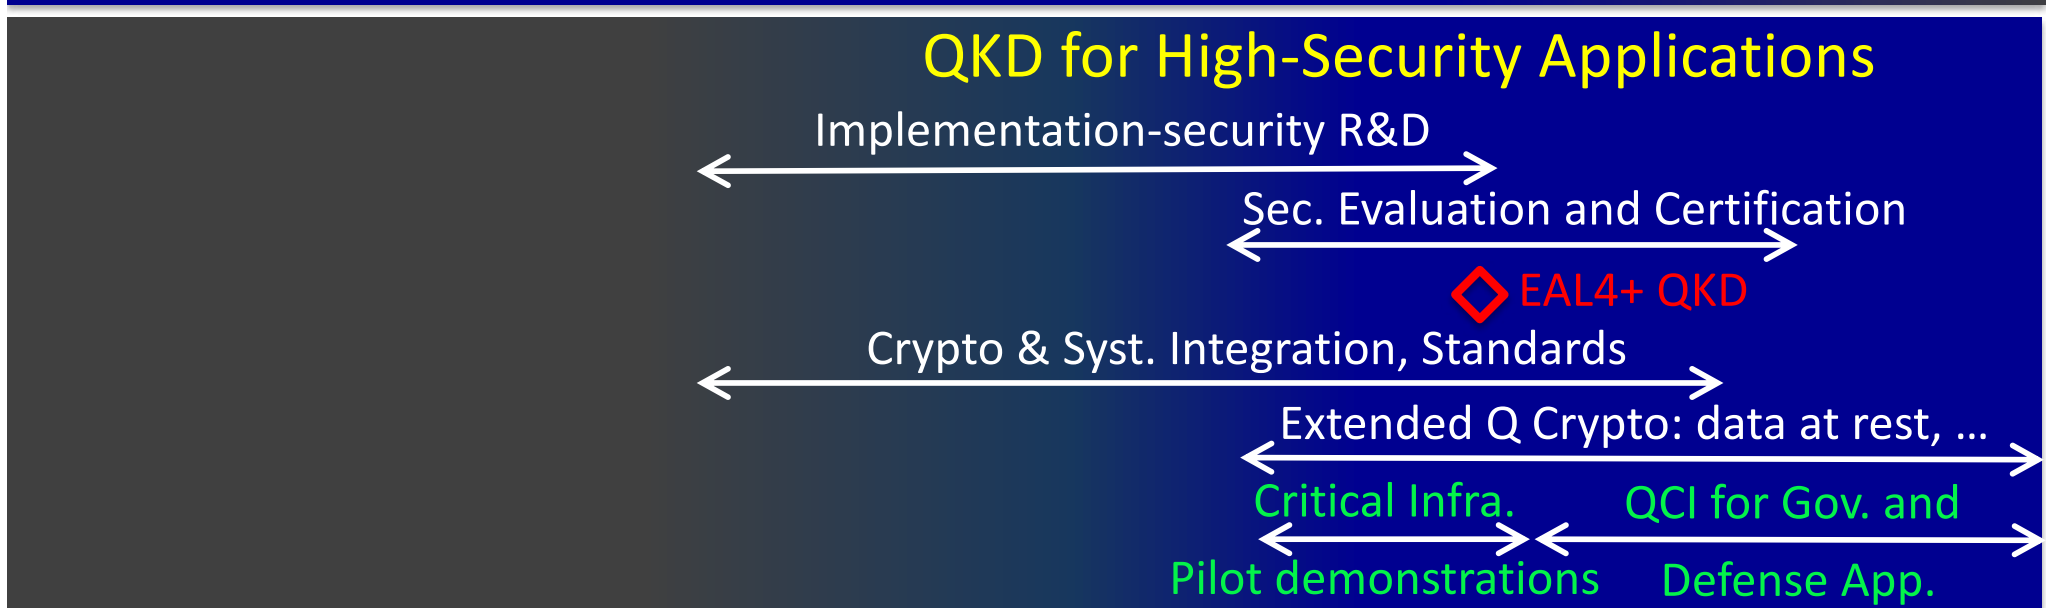 QKD for High-Security Applications
Implementation-security R&D
Sec. Evaluation and Certification
EAL4+ QKD
Crypto & Syst. Integration, Standards
Extended Q Crypto: data at rest, ...
Critical Infra.
Pilot demonstrations
QCI for Gov. and
Defense App.